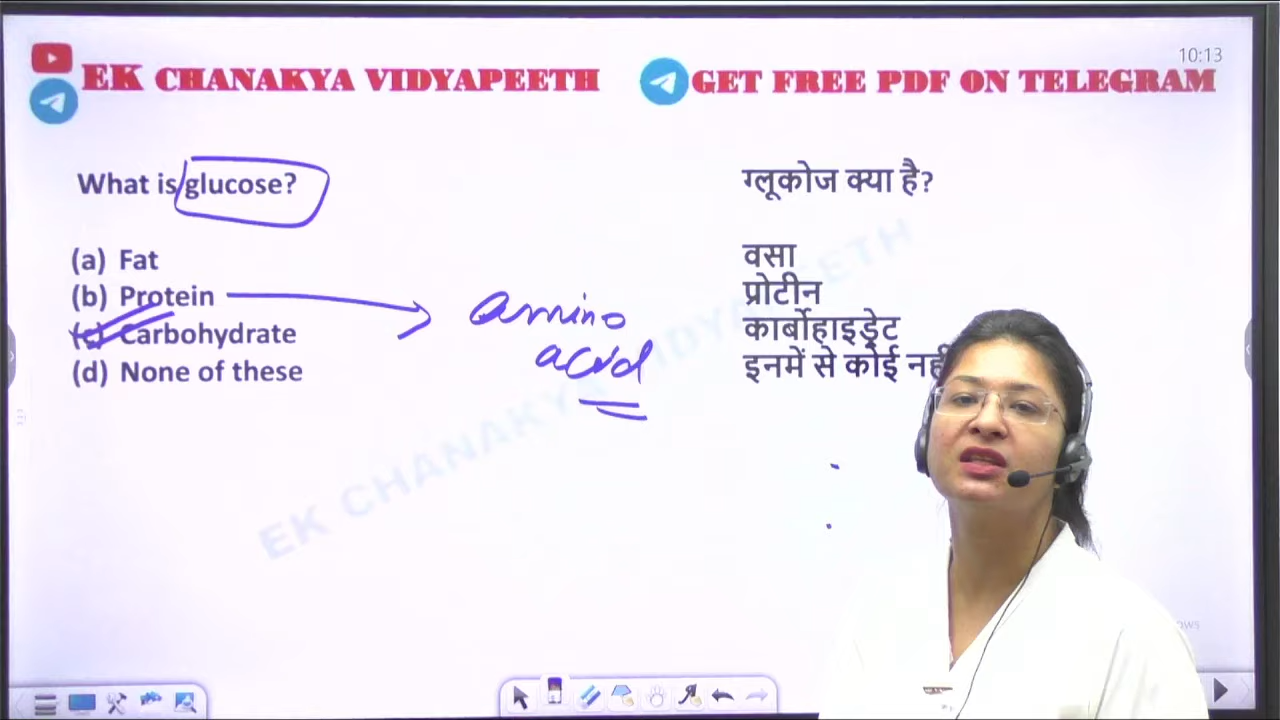 10:13
EK CHANAKYA VIDYAPEETH
GET FREE PDF ON TELEGRAM
What is glucose?
(a) Fat
(b) Protein
(c) Carbohydrate
(d) None of these
amino
acid
ग्लूकोज क्या है?
वसा
प्रोटीन
कार्बोहाइड्रेट
इनमें से कोई नहीं
EK CHANAKYA VIDYAPEETH